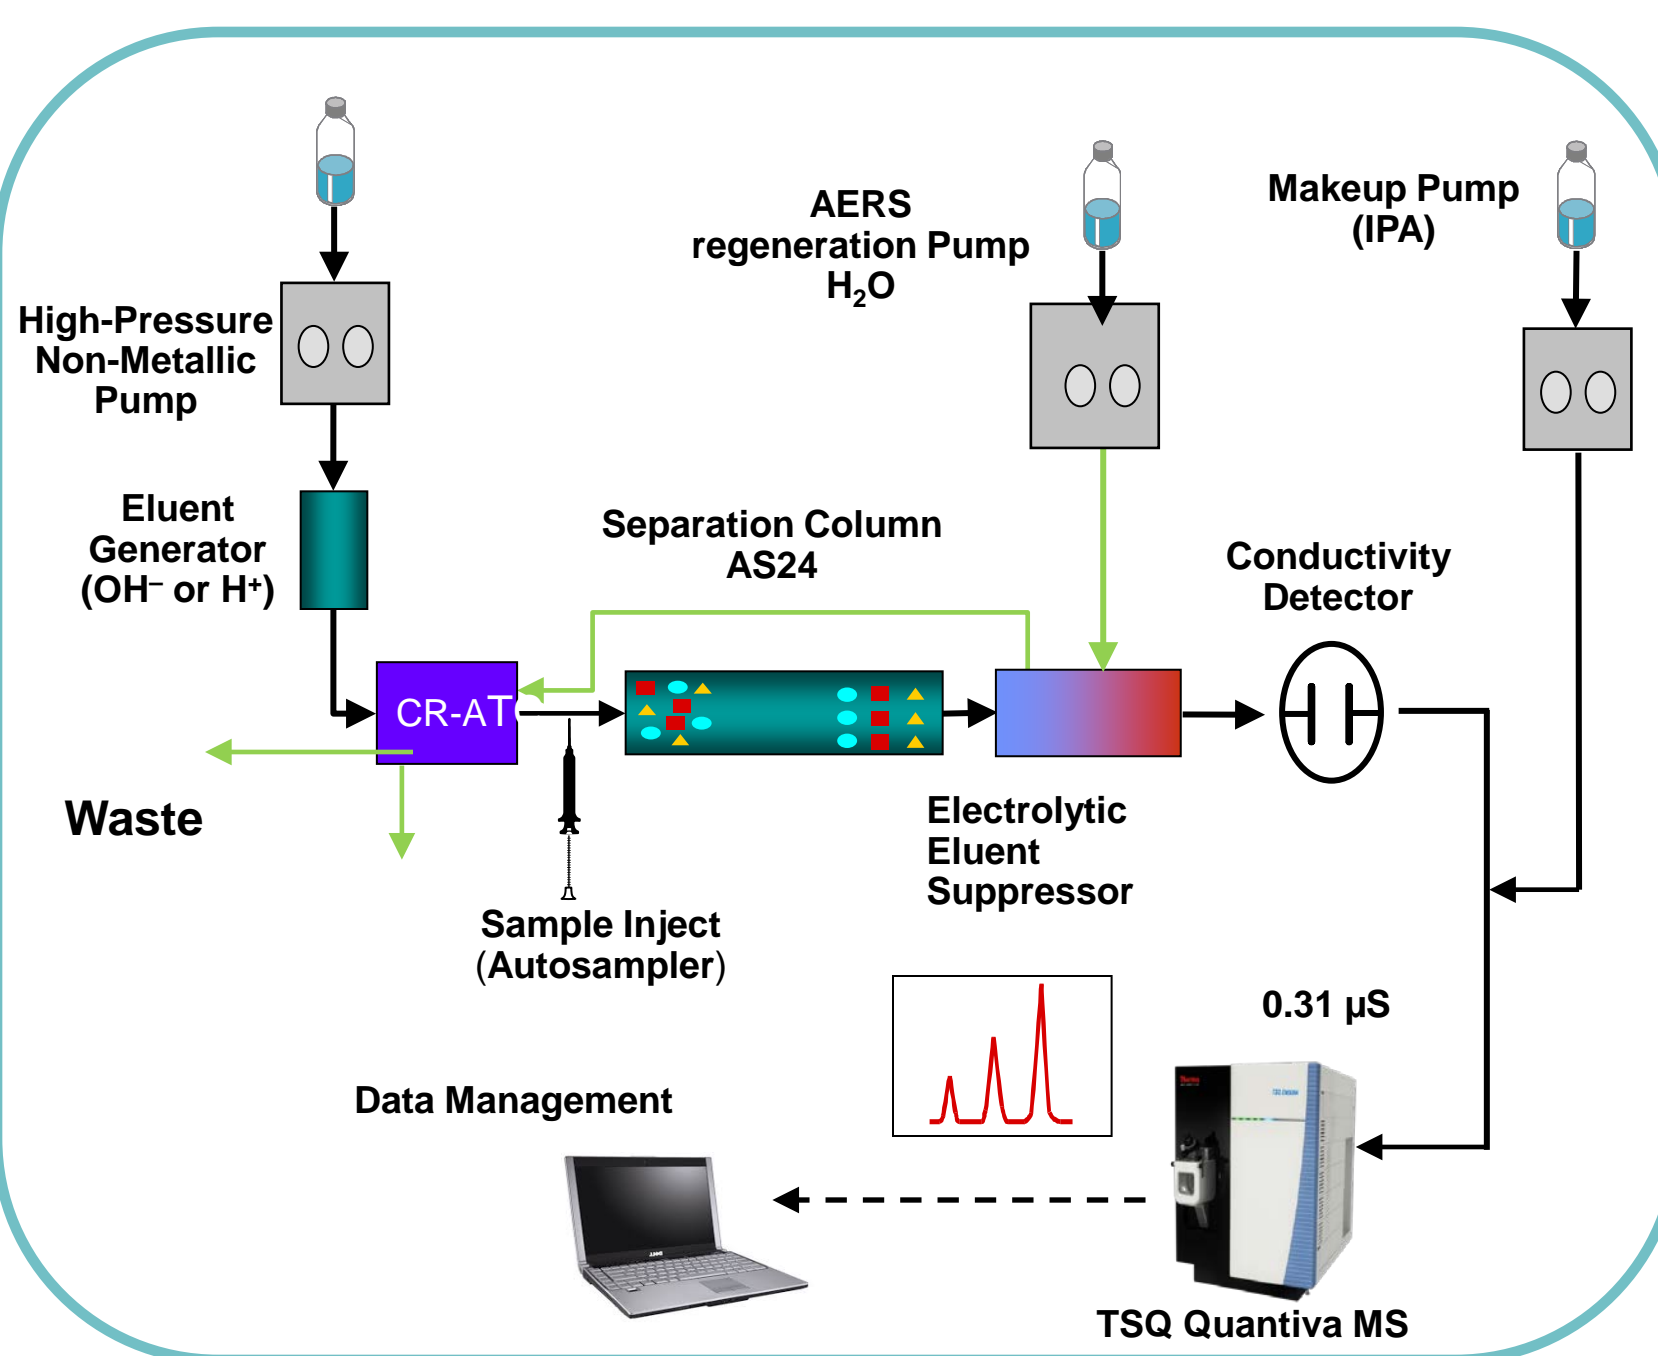 AERS
regeneration Pump
H₂O
Makeup Pump
(IPA)
High-Pressure
Non-Metallic
Pump
Eluent
Generator
(OH⁻ or H⁺)
Separation Column
AS24
Conductivity
Detector
CR-AT
Waste
Electrolytic
Eluent
Suppressor
Sample Inject
(Autosampler)
0.31 µS
Data Management
TSQ Quantiva MS